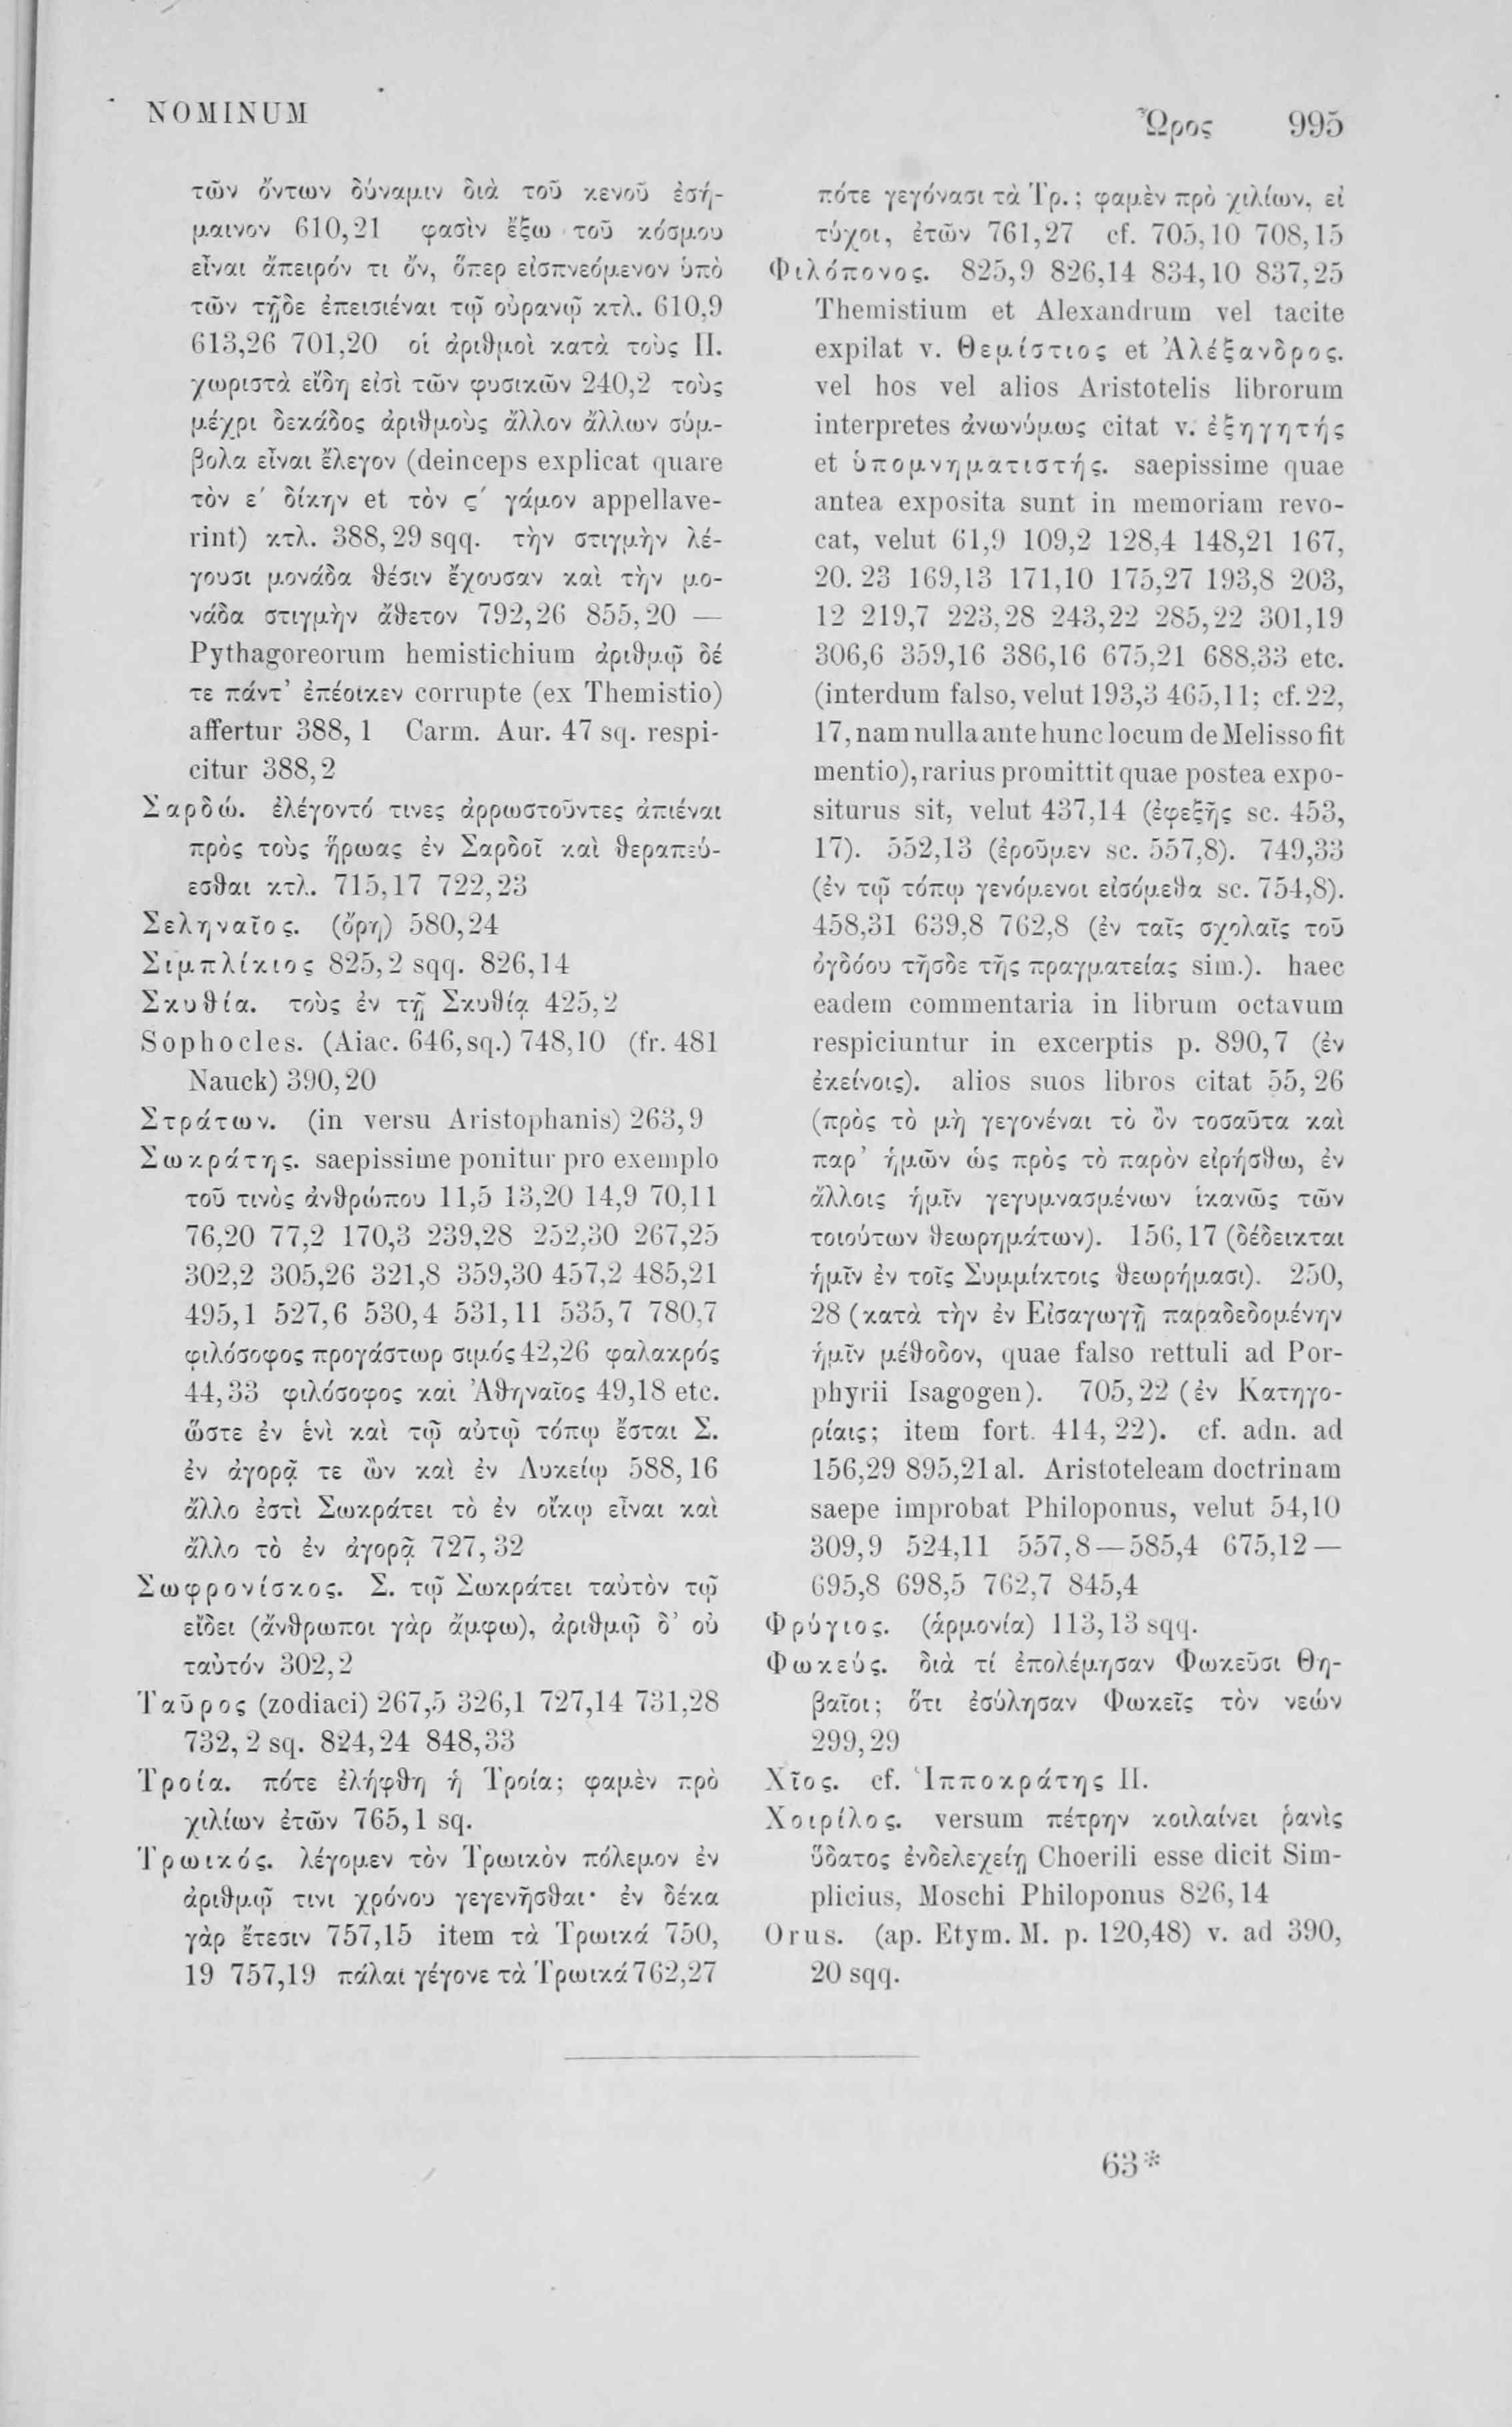 NOMINUM
Ὦρος 995
τῶν ὄντων δύναμιν διὰ τοῦ κενοῦ ἐσή-
μαινον 610,21 φασὶν ἔξω τοῦ κόσμου
εἶναι ἄπειρόν τι ὄν, ὅπερ εἰσπνεόμενον ὑπὸ
τῶν τῇδε ἐπεισιέναι τῷ οὐρανῷ κτλ. 610,9
613,26 701,20 οἱ ἀριθμοὶ κατὰ τοὺς Π.
χωριστὰ εἴδη εἰσὶ τῶν φυσικῶν 240,2 τοὺς
μέχρι δεκάδος ἀριθμοὺς ἄλλον ἄλλων σύμ-
βολα εἶναι ἔλεγον (deinceps explicat quare
τὸν ε΄ δίκην et τὸν ϛ΄ γάμον appellave-
rint) κτλ. 388,29 sqq. τὴν στιγμὴν λέ-
γουσι μονάδα θέσιν ἔχουσαν καὶ τὴν μο-
νάδα στιγμὴν ἄθετον 792,26 855,20 —
Pythagoreorum hemistichium ἀριθμῷ δέ
τε πάντ’ ἐπέοικεν corrupte (ex Themistio)
affertur 388, 1 Carm. Aur. 47 sq. respi-
citur 388,2
Σαρδώ. ἐλέγοντό τινες ἀρρωστοῦντες ἀπιέναι
πρὸς τοὺς ἥρωας ἐν Σαρδοῖ καὶ θεραπεύ-
εσθαι κτλ. 715,17 722,23
Σεληναῖος. (ὄρη) 580,24
Σιμπλίκιος 825,2 sqq. 826,14
Σκυθία. τοὺς ἐν τῇ Σκυθίᾳ 425,2
Sophocles. (Aiac. 646,sq.) 748,10 (fr. 481
Nauck) 390,20
Στράτων. (in versu Aristophanis) 263,9
Σωκράτης. saepissime ponitur pro exemplo
τοῦ τινὸς ἀνθρώπου 11,5 13,20 14,9 70,11
76,20 77,2 170,3 239,28 252,30 267,25
302,2 305,26 321,8 359,30 457,2 485,21
495,1 527,6 530,4 531,11 535,7 780,7
φιλόσοφος προγάστωρ σιμός 42,26 φαλακρός
44,33 φιλόσοφος καὶ Ἀθηναῖος 49,18 etc.
ὥστε ἐν ἑνὶ καὶ τῷ αὐτῷ τόπῳ ἔσται Σ.
ἐν ἀγορᾷ τε ὢν καὶ ἐν Λυκείῳ 588,16
ἄλλο ἐστὶ Σωκράτει τὸ ἐν οἴκῳ εἶναι καὶ
ἄλλο τὸ ἐν ἀγορᾷ 727,32
Σωφρονίσκος. Σ. τῷ Σωκράτει ταὐτὸν τῷ
εἴδει (ἄνθρωποι γὰρ ἄμφω), ἀριθμῷ δ’ οὐ
ταὐτόν 302,2
Ταῦρος (zodiaci) 267,5 326,1 727,14 731,28
732, 2 sq. 824,24 848,33
Τροία. πότε ἐλήφθη ἡ Τροία; φαμὲν πρὸ
χιλίων ἐτῶν 765,1 sq.
Τρωικός. λέγομεν τὸν Τρωικὸν πόλεμον ἐν
ἀριθμῷ τινι χρόνου γεγενῆσθαι· ἐν δέκα
γὰρ ἔτεσιν 757,15 item τὰ Τρωικά 750,
19 757,19 πάλαι γέγονε τὰ Τρωικά 762,27
πότε γεγόνασι τὰ Τρ.; φαμὲν πρὸ χιλίων, εἰ
τύχοι, ἐτῶν 761,27 cf. 705,10 708,15
Φιλόπονος. 825,9 826,14 834,10 837,25
Themistium et Alexandrum vel tacite
expilat v. Θεμίστιος et Ἀλέξανδρος.
vel hos vel alios Aristotelis librorum
interpretes ἀνωνύμως citat v. ἐξηγητής
et ὑπομνηματιστής. saepissime quae
antea exposita sunt in memoriam revo-
cat, velut 61,9 109,2 128,4 148,21 167,
20. 23 169,13 171,10 175,27 193,8 203,
12 219,7 223,28 243,22 285,22 301,19
306,6 359,16 386,16 675,21 688,33 etc.
(interdum falso, velut 193,3 465,11; cf. 22,
17, nam nulla ante hunc locum de Melisso fit
mentio), rarius promittit quae postea expo-
siturus sit, velut 437,14 (ἐφεξῆς sc. 453,
17). 552,13 (ἐροῦμεν sc. 557,8). 749,33
(ἐν τῷ τόπῳ γενόμενοι εἰσόμεθα sc. 754,8).
458,31 639,8 762,8 (ἐν ταῖς σχολαῖς τοῦ
ὀγδόου τῆσδε τῆς πραγματείας sim.). haec
eadem commentaria in librum octavum
respiciuntur in excerptis p. 890,7 (ἐν
ἐκείνοις). alios suos libros citat 55, 26
(πρὸς τὸ μὴ γεγονέναι τὸ ὂν τοσαῦτα καὶ
παρ’ ἡμῶν ὡς πρὸς τὸ παρὸν εἰρήσθω, ἐν
ἄλλοις ἡμῖν γεγυμνασμένων ἱκανῶς τῶν
τοιούτων θεωρημάτων). 156,17 (δέδεικται
ἡμῖν ἐν τοῖς Συμμίκτοις θεωρήμασι). 250,
28 (κατὰ τὴν ἐν Εἰσαγωγῇ παραδεδομένην
ἡμῖν μέθοδον, quae falso rettuli ad Por-
phyrii Isagogen). 705,22 (ἐν Κατηγο-
ρίαις; item fort. 414,22). cf. adn. ad
156,29 895,21 al. Aristoteleam doctrinam
saepe improbat Philoponus, velut 54,10
309,9 524,11 557,8—585,4 675,12—
695,8 698,5 762,7 845,4
Φρύγιος. (ἁρμονία) 113,13 sqq.
Φωκεύς. διὰ τί ἐπολέμησαν Φωκεῦσι Θη-
βαῖοι; ὅτι ἐσύλησαν Φωκεῖς τὸν νεών
299,29
Χῖος. cf. Ἱπποκράτης II.
Χοιρίλος. versum πέτρην κοιλαίνει ῥανὶς
ὕδατος ἐνδελεχείῃ Choerili esse dicit Sim-
plicius, Moschi Philoponus 826,14
Orus. (ap. Etym. M. p. 120,48) v. ad 390,
20 sqq.
63*